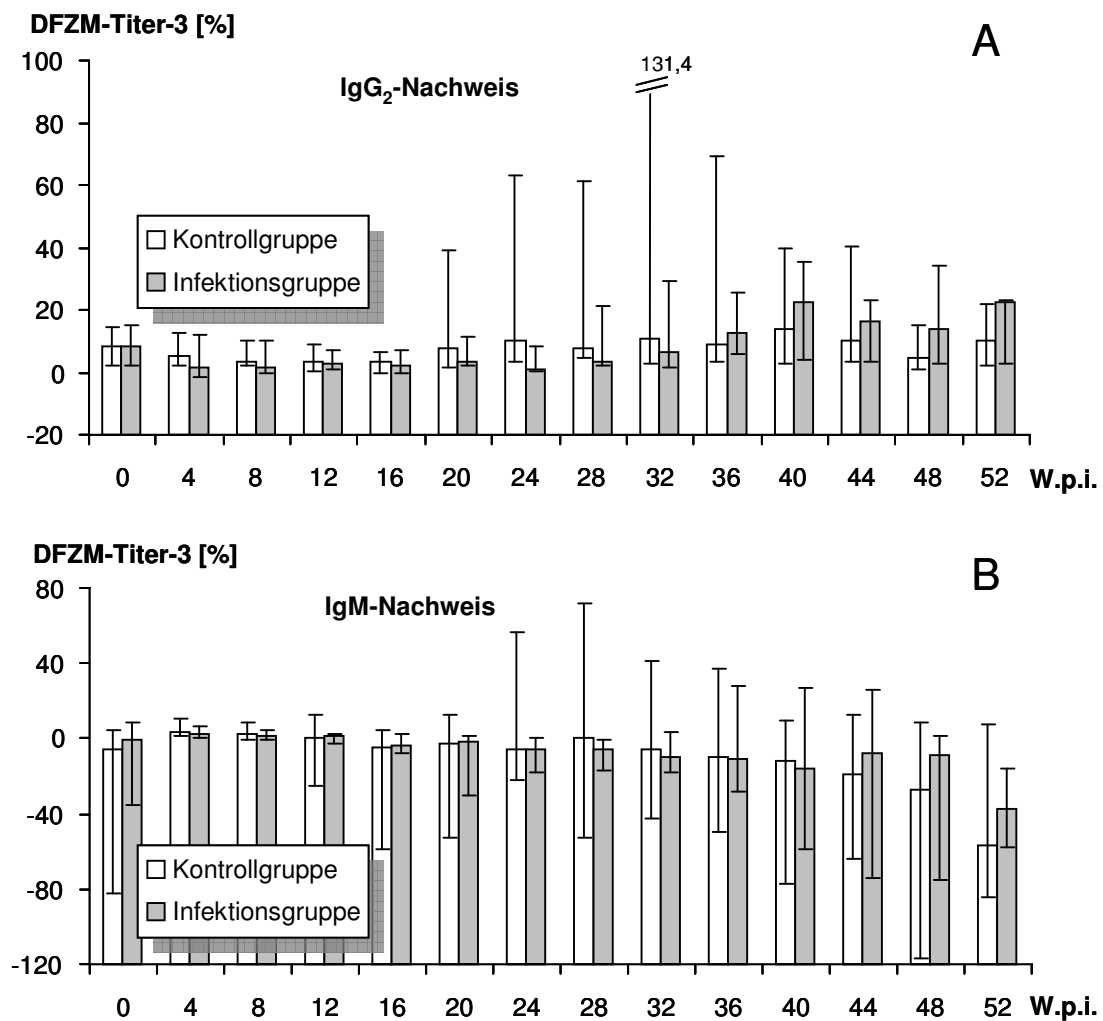 DFZM-Titer-3 [%]
A
131,4
IgG2-Nachweis
100
80
60
40
20
0
-20
Kontrollgruppe
Infektionsgruppe
0 4 8 12 16 20 24 28 32 36 40 44 48 52 W.p.i.
DFZM-Titer-3 [%]
B
IgM-Nachweis
80
40
0
-40
-80
-120
Kontrollgruppe
Infektionsgruppe
0 4 8 12 16 20 24 28 32 36 40 44 48 52 W.p.i.